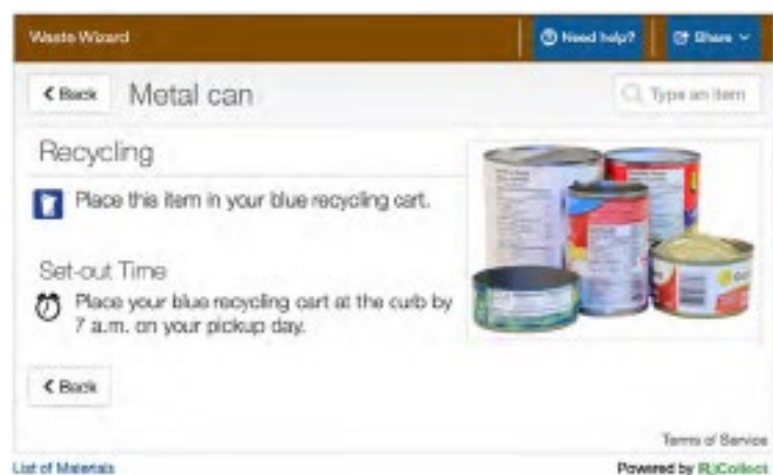 Waste Wizard
Need help?
Share
Back
Metal can
Type an item
Recycling
Place this item in your blue recycling cart.
Set-out Time
Place your blue recycling cart at the curb by
7 a.m. on your pickup day.
Back
Terms of Service
List of Materials
Powered by